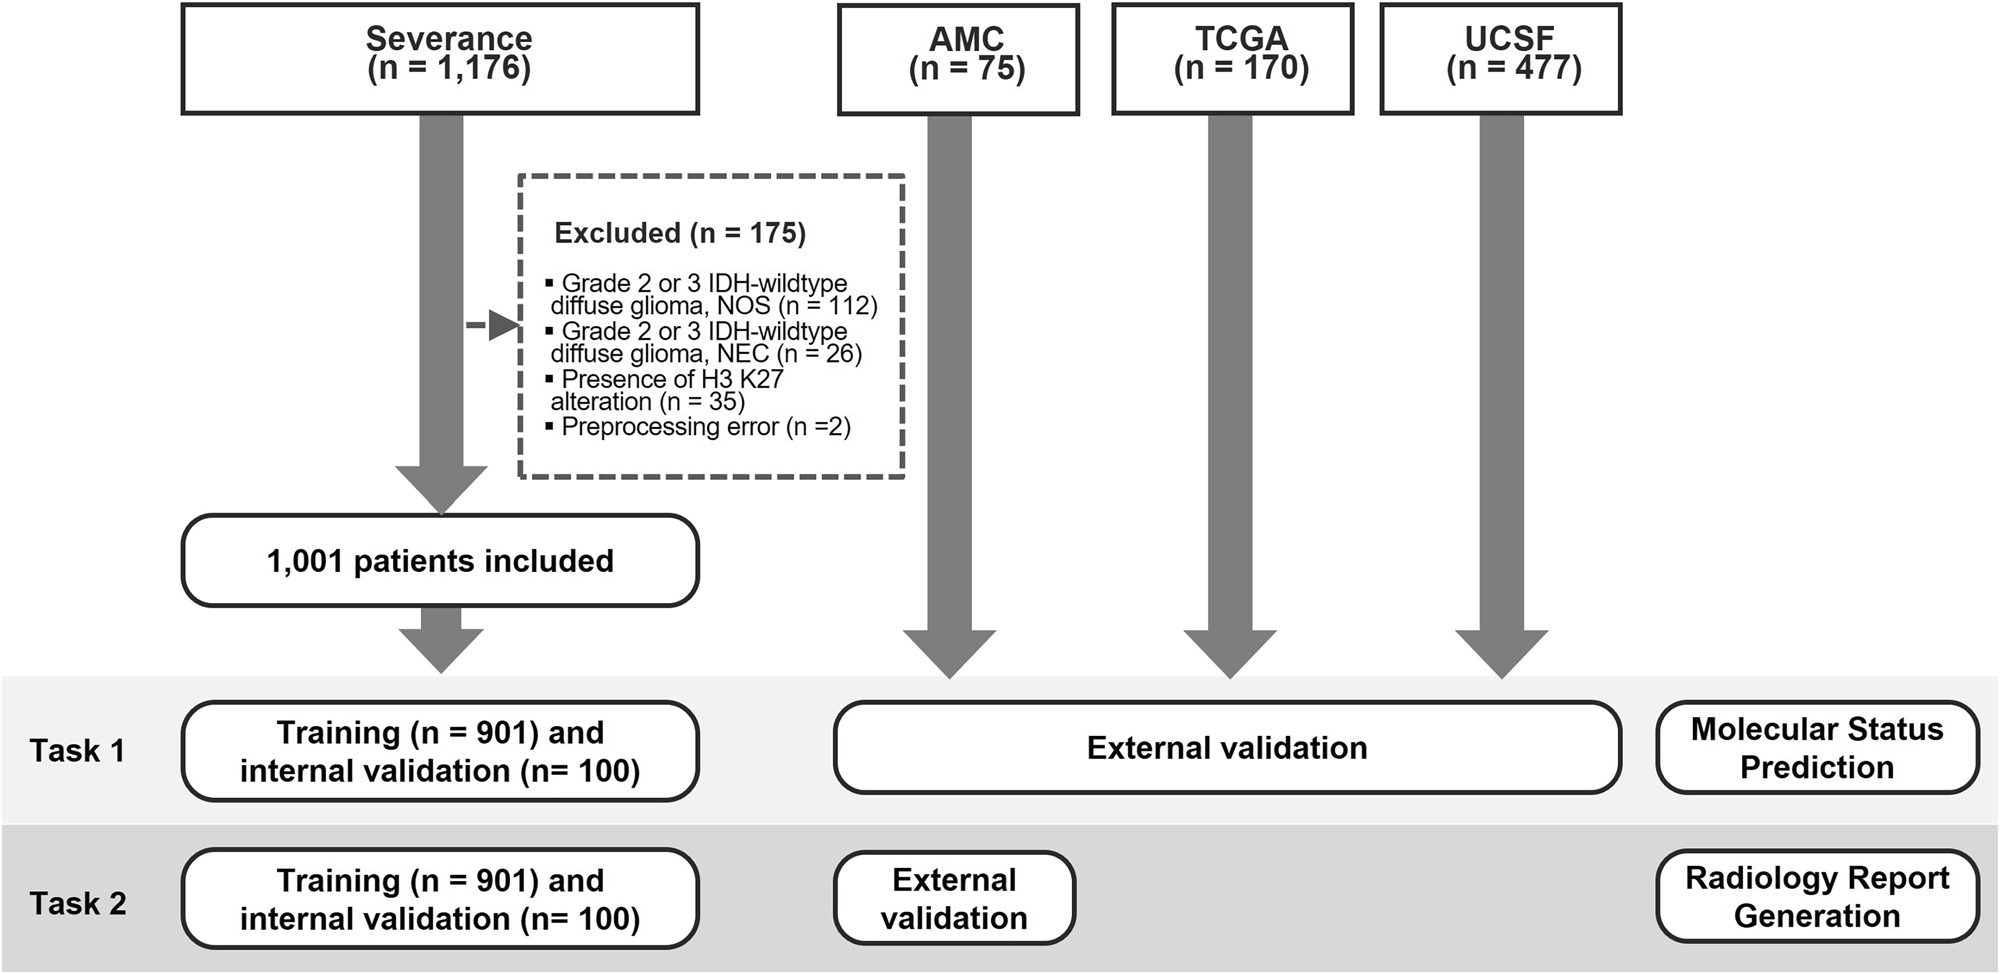 Severance
(n = 1,176)
AMC
(n = 75)
TCGA
(n = 170)
UCSF
(n = 477)
Excluded (n = 175)
▪ Grade 2 or 3 IDH-wildtype
diffuse glioma, NOS (n = 112)
▪ Grade 2 or 3 IDH-wildtype
diffuse glioma, NEC (n = 26)
▪ Presence of H3 K27
alteration (n = 35)
▪ Preprocessing error (n =2)
1,001 patients included
Task 1
Training (n = 901) and
internal validation (n= 100)
External validation
Molecular Status
Prediction
Task 2
Training (n = 901) and
internal validation (n= 100)
External
validation
Radiology Report
Generation